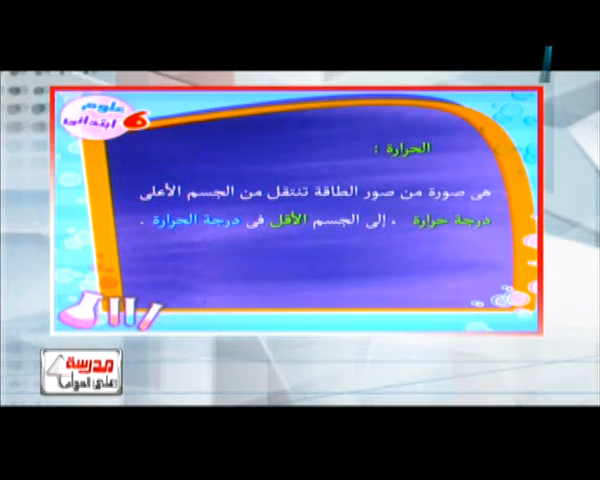 علوم
6 ابتدائى
الحرارة :
هى صورة من صور الطاقة تنتقل من الجسم الأعلى
درجة حرارة ، إلى الجسم الأقل فى درجة الحرارة .
مدرسة
على الهواء